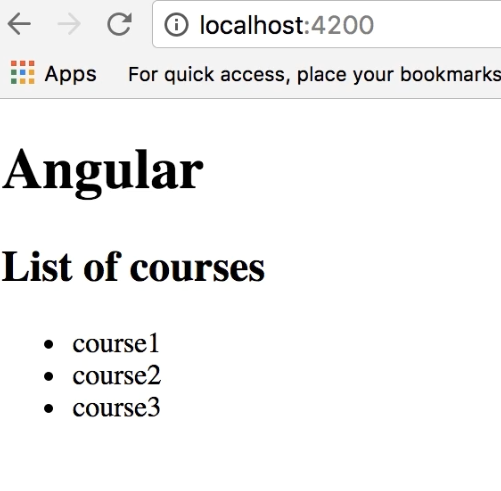 localhost:4200
Apps For quick access, place your bookmarks
Angular
List of courses
course1
course2
course3